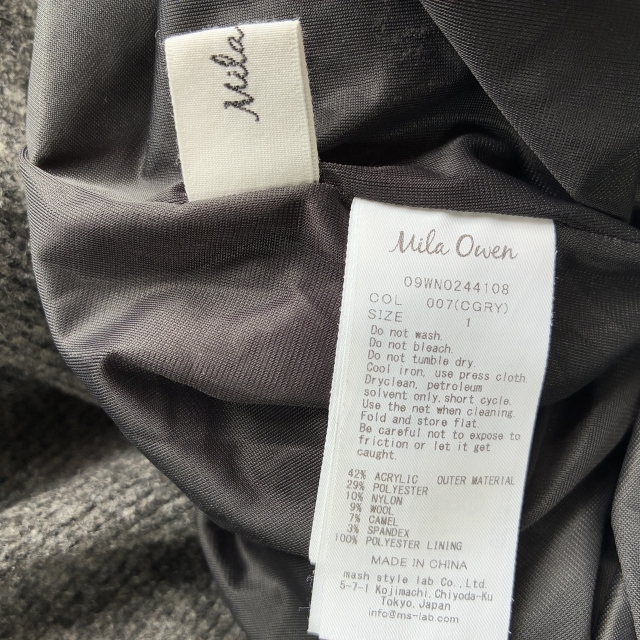 Mila
Mila Owen
09WN0244108
COL 007(CGRY)
SIZE 1
Do not wash.
Do not bleach.
Do not tumble dry.
Cool iron, use press cloth.
Dryclean, petroleum
solvent only,short cycle.
Use the net when cleaning.
Fold and store flat.
Be careful not to expose to
friction or let it get
caught.
42% ACRYLIC OUTER MATERIAL
29% POLYESTER
10% NYLON
9% WOOL
7% CAMEL
3% SPANDEX
100% POLYESTER LINING
MADE IN CHINA
mash style lab Co.,Ltd.
5-7-1 Kojimachi,Chiyoda-Ku
Tokyo,Japan
info@ms-lab.com